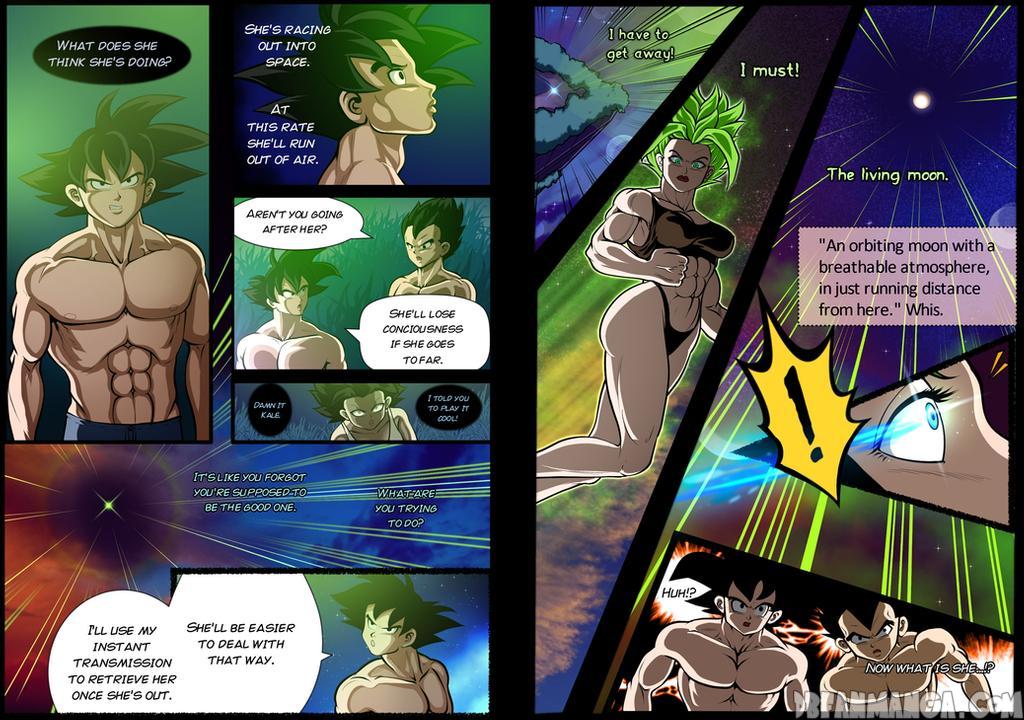 WHAT DOES SHE
THINK SHE'S DOING?
SHE'S RACING
OUT INTO
SPACE.
AT
THIS RATE
SHE'LL RUN
OUT OF AIR.
AREN'T YOU GOING
AFTER HER?
SHE'LL LOSE
CONCIOUSNESS
IF SHE GOES
TO FAR.
DAMN IT
KALE.
I TOLD YOU
TO PLAY IT
COOL!
IT'S LIKE YOU FORGOT
YOU'RE SUPPOSED TO
BE THE GOOD ONE.
WHAT ARE
YOU TRYING
TO DO?
I'LL USE MY
INSTANT
TRANSMISSION
TO RETRIEVE HER
ONCE SHE'S OUT.
SHE'LL BE EASIER
TO DEAL WITH
THAT WAY.
I have to
get away!
I must!
The living moon.
"An orbiting moon with a
breathable atmosphere,
in just running distance
from here." Whis.
!
HUH!?
NOW WHAT IS SHE...!?
DBFANMANGA.COM